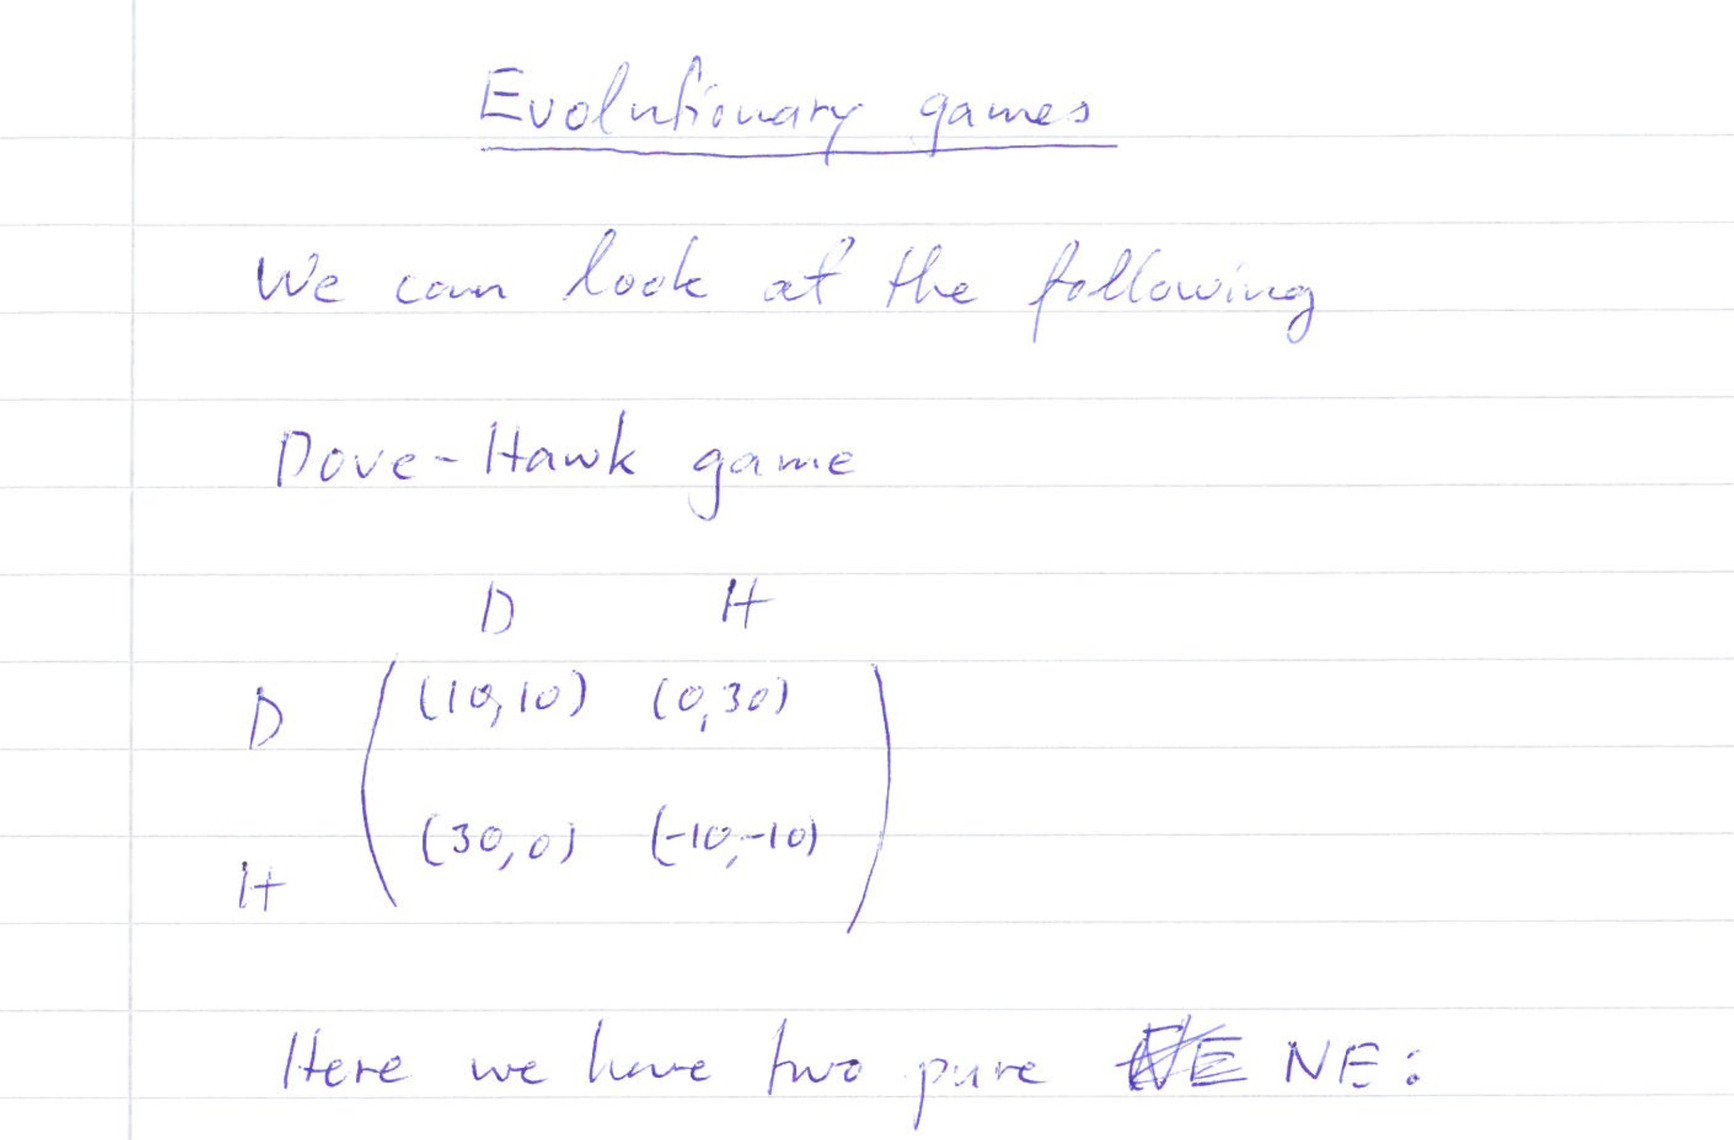 Evolutionary games
We can look at the following
Dove-Hawk game
D H
D (10,10) (0,30)
H (30,0) (-10,-10)
Here we have two pure NE: